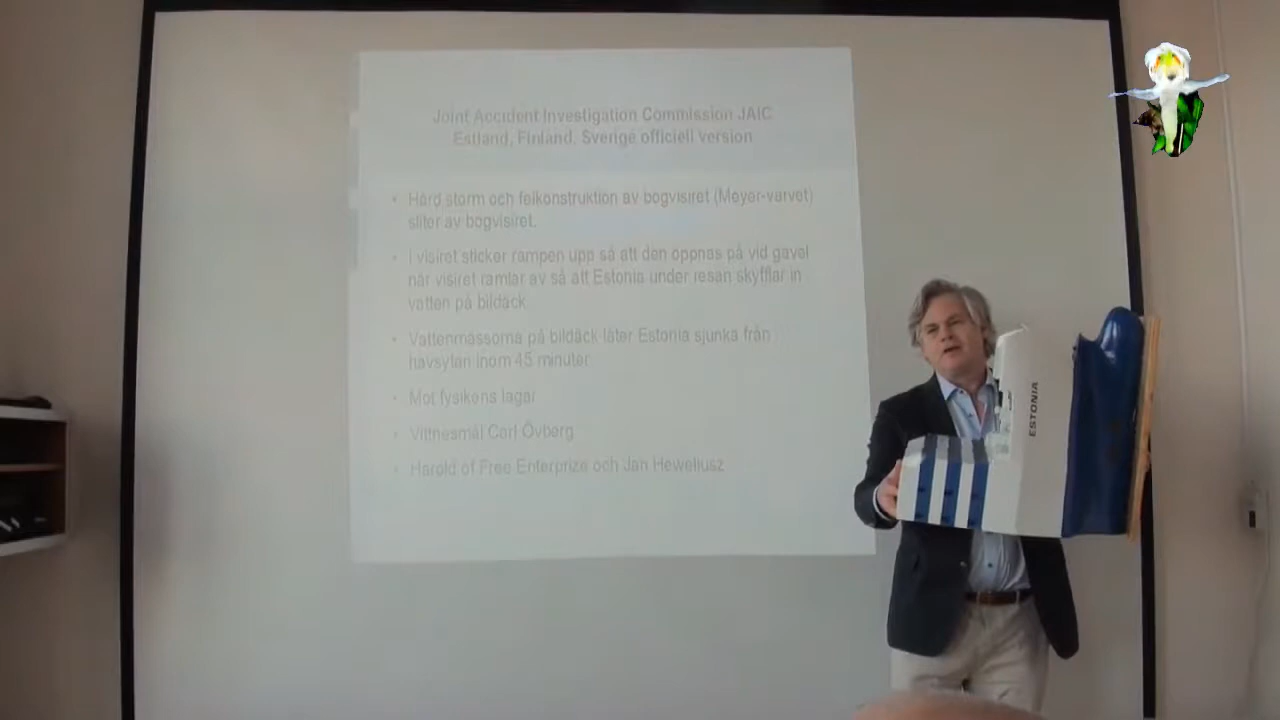 Joint Accident Investigation Commission JAIC
Estland, Finland, Sverige officiell version
• Hård storm och felkonstruktion av bogvisiret (Meyer-varvet)
sliter av bogvisiret.
• I visiret sticker rampen upp så att den öppnas på vid gavel
när visiret ramlar av så att Estonia under resan skyfflar in
vatten på bildäck
• Vattenmassorna på bildäck låter Estonia sjunka från
havsytan inom 45 minuter
• Mot fysikens lagar
• Vittnesmål Carl Övberg
• Harold of Free Enterprize och Jan Heweliusz
ESTONIA